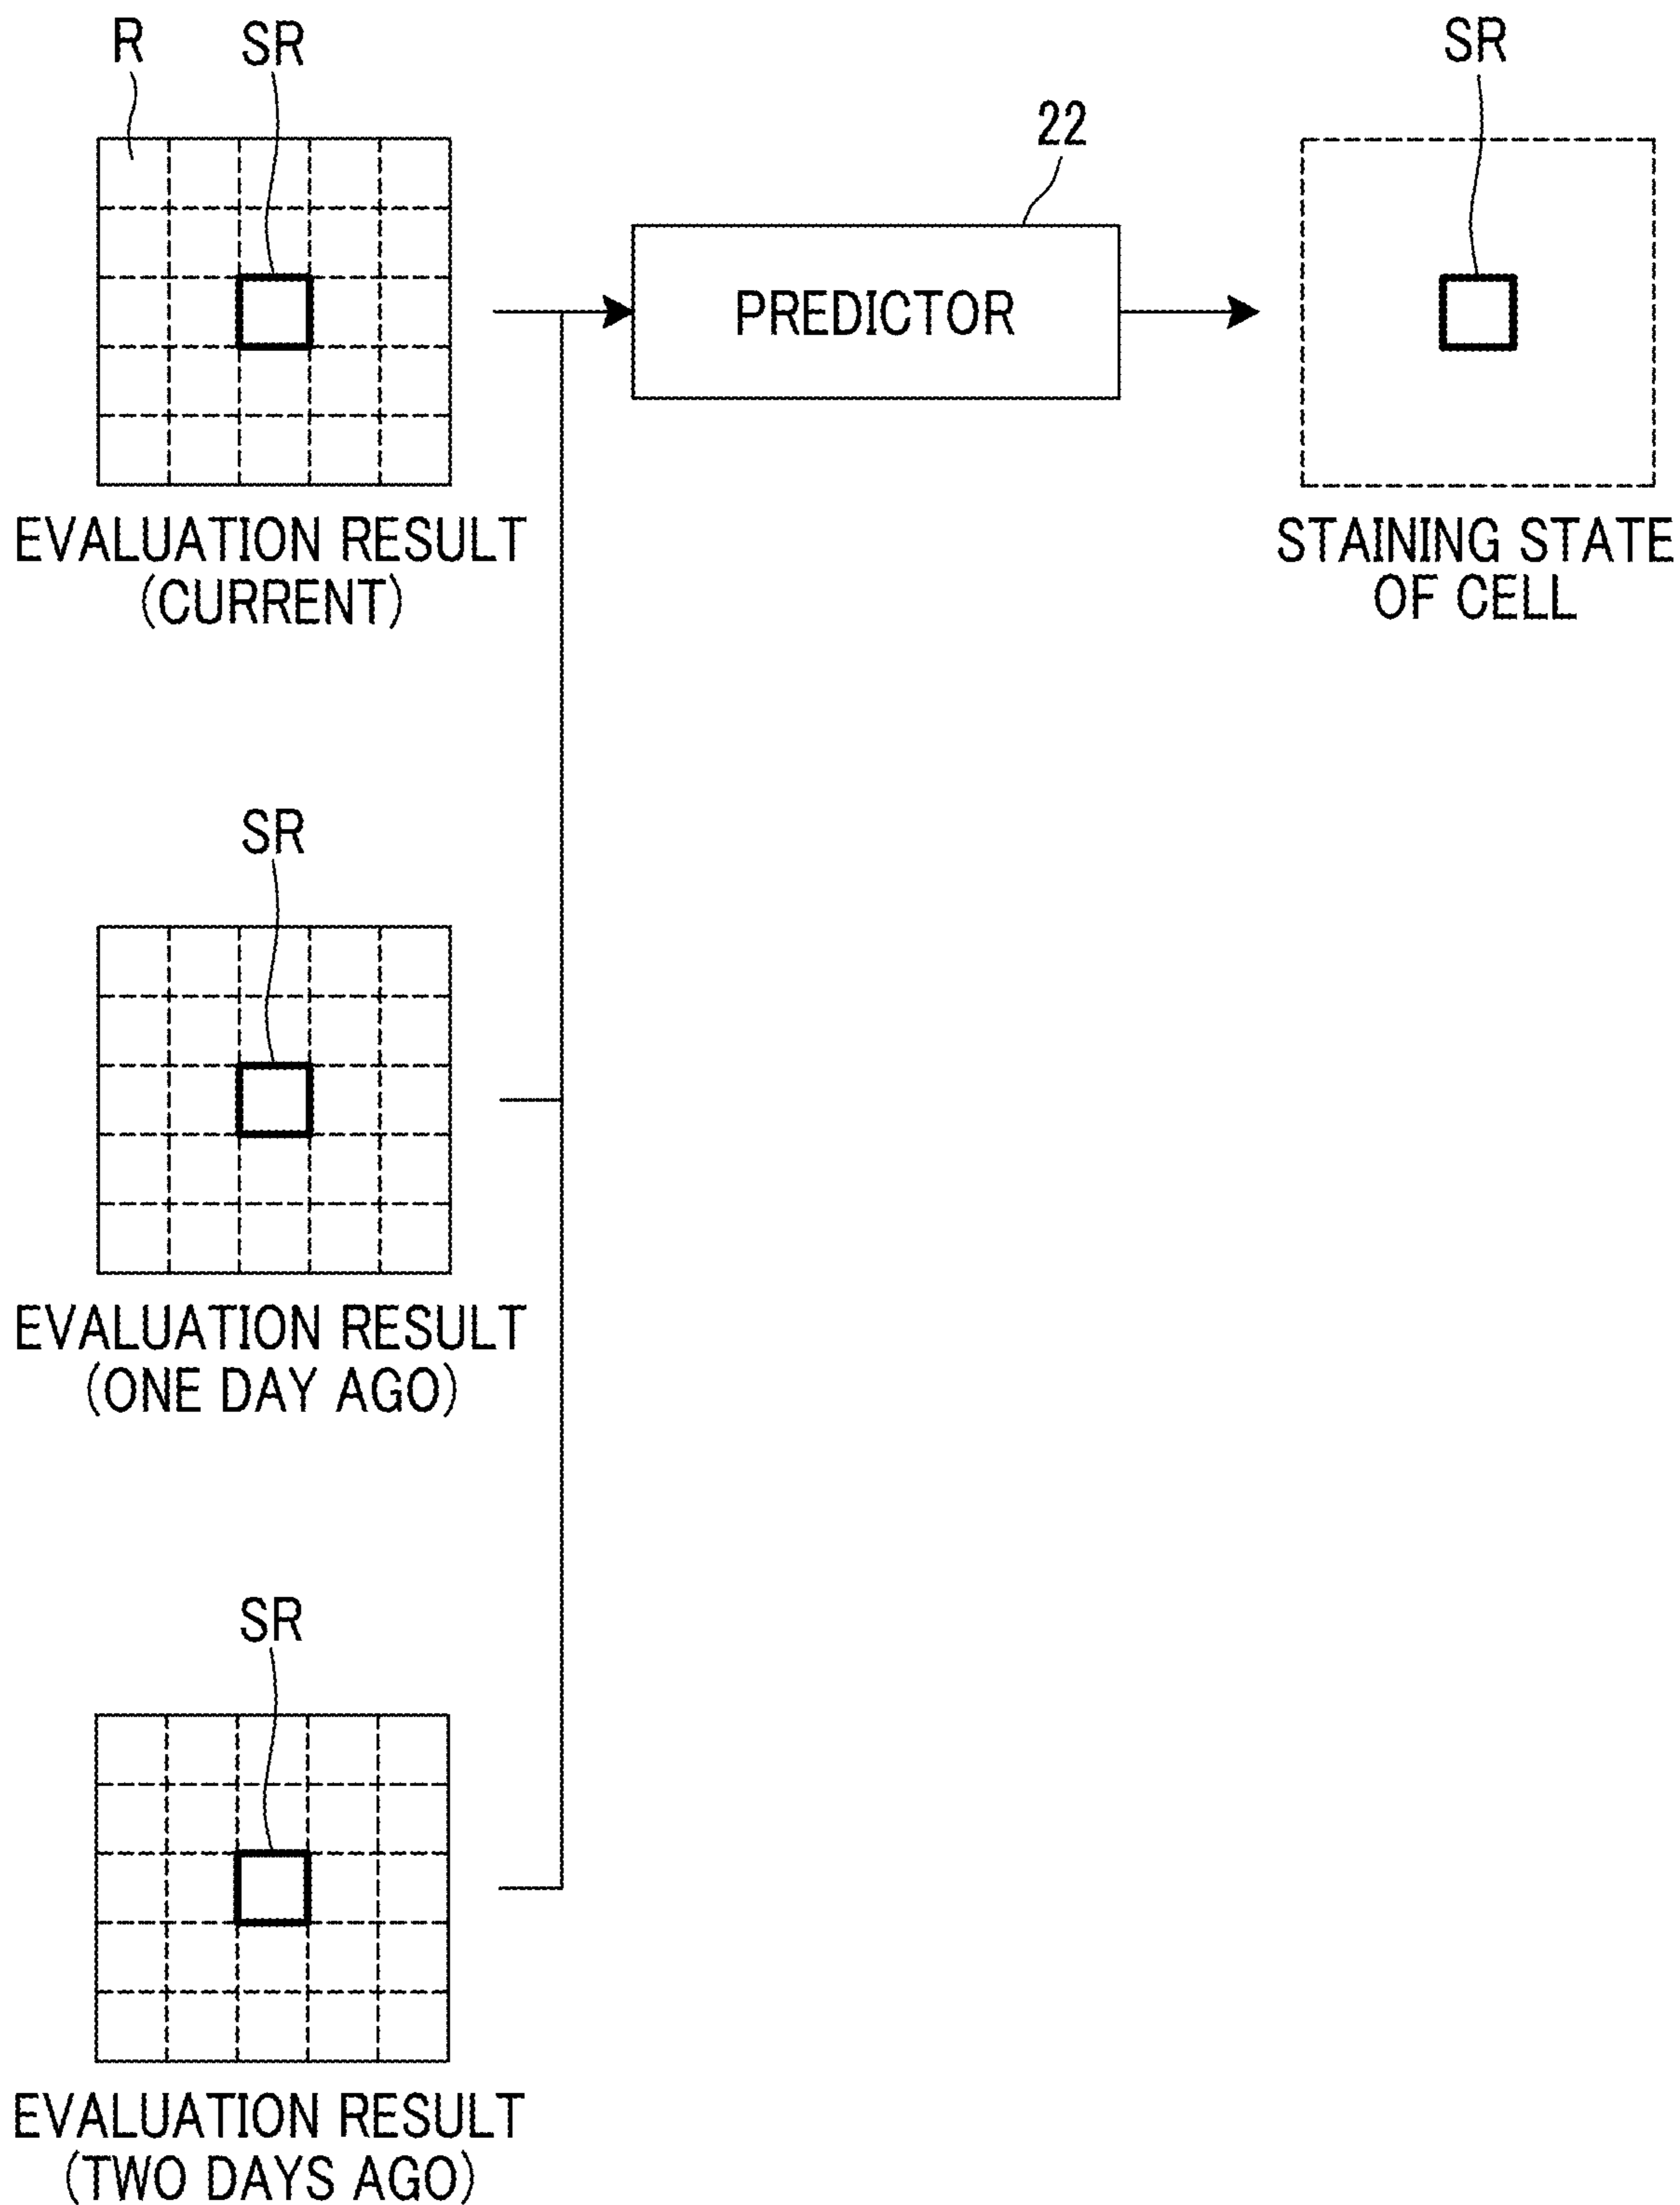 R
SR
SR
22
PREDICTOR
EVALUATION RESULT
(CURRENT)
STAINING STATE
OF CELL
SR
EVALUATION RESULT
(ONE DAY AGO)
SR
EVALUATION RESULT
(TWO DAYS AGO)